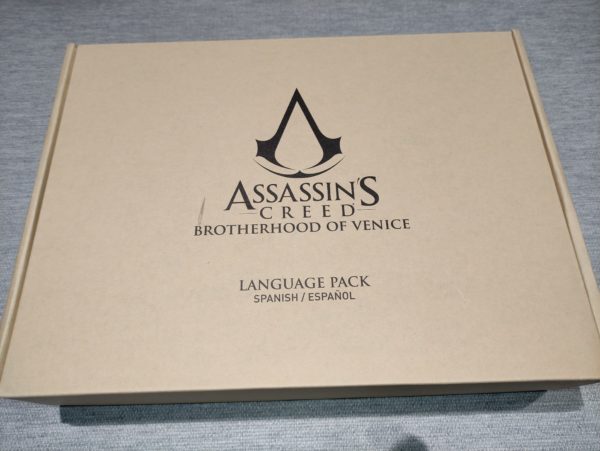 ASSASSIN'S
CREED
BROTHERHOOD OF VENICE
LANGUAGE PACK
SPANISH / ESPAÑOL